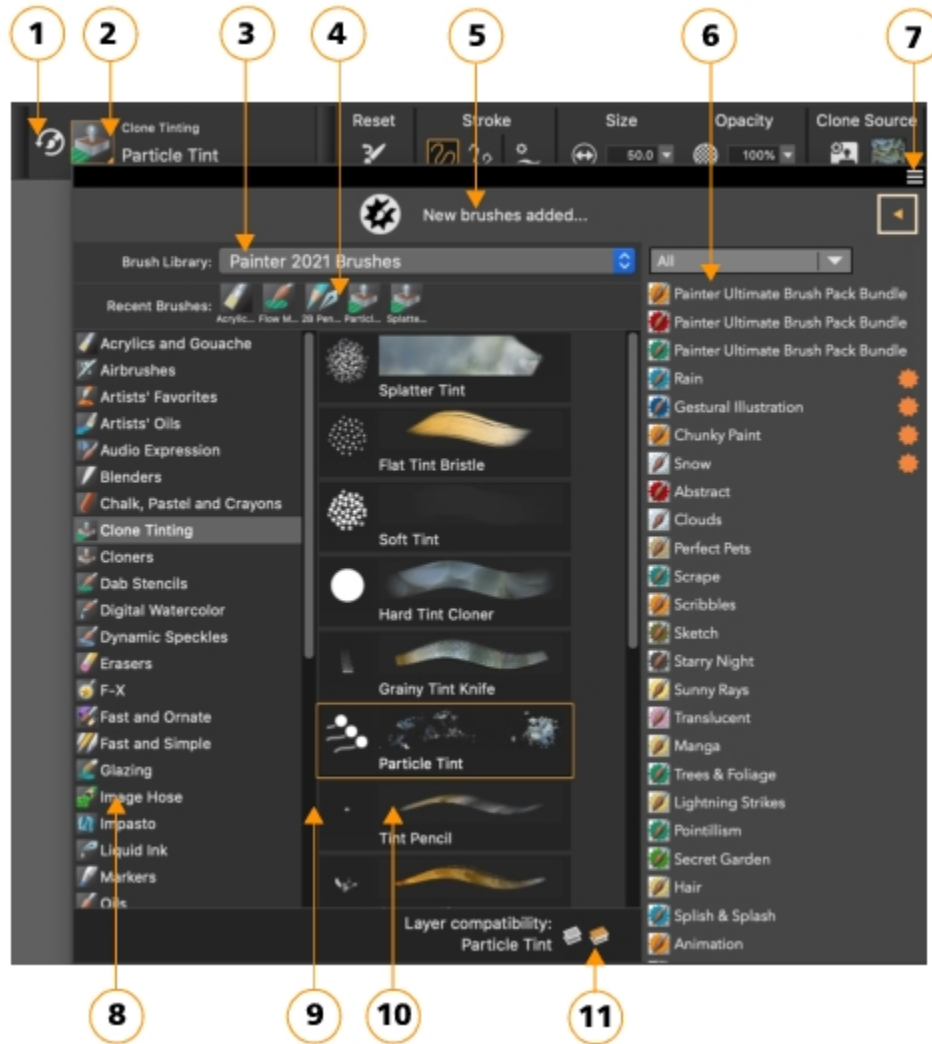 1 2 3 4 5 6 7
Clone Tinting
Particle Tint
Reset Stroke Size Opacity Clone Source
50.0 100%
New brushes added...
Brush Library: Painter 2021 Brushes
All
Recent Brushes:
Acrylic... Flow M... 2B Pen... Particl... Splatte...
Acrylics and Gouache
Airbrushes
Artists' Favorites
Artists' Oils
Audio Expression
Blenders
Chalk, Pastel and Crayons
Clone Tinting
Cloners
Dab Stencils
Digital Watercolor
Dynamic Speckles
Erasers
F-X
Fast and Ornate
Fast and Simple
Glazing
Image Hose
Impasto
Liquid Ink
Markers
Oils
Splatter Tint
Flat Tint Bristle
Soft Tint
Hard Tint Cloner
Grainy Tint Knife
Particle Tint
Tint Pencil
Painter Ultimate Brush Pack Bundle
Painter Ultimate Brush Pack Bundle
Painter Ultimate Brush Pack Bundle
Rain
Gestural Illustration
Chunky Paint
Snow
Abstract
Clouds
Perfect Pets
Scrape
Scribbles
Sketch
Starry Night
Sunny Rays
Translucent
Manga
Trees & Foliage
Lightning Strikes
Pointillism
Secret Garden
Hair
Splish & Splash
Animation
Layer compatibility:
Particle Tint
8 9 10 11